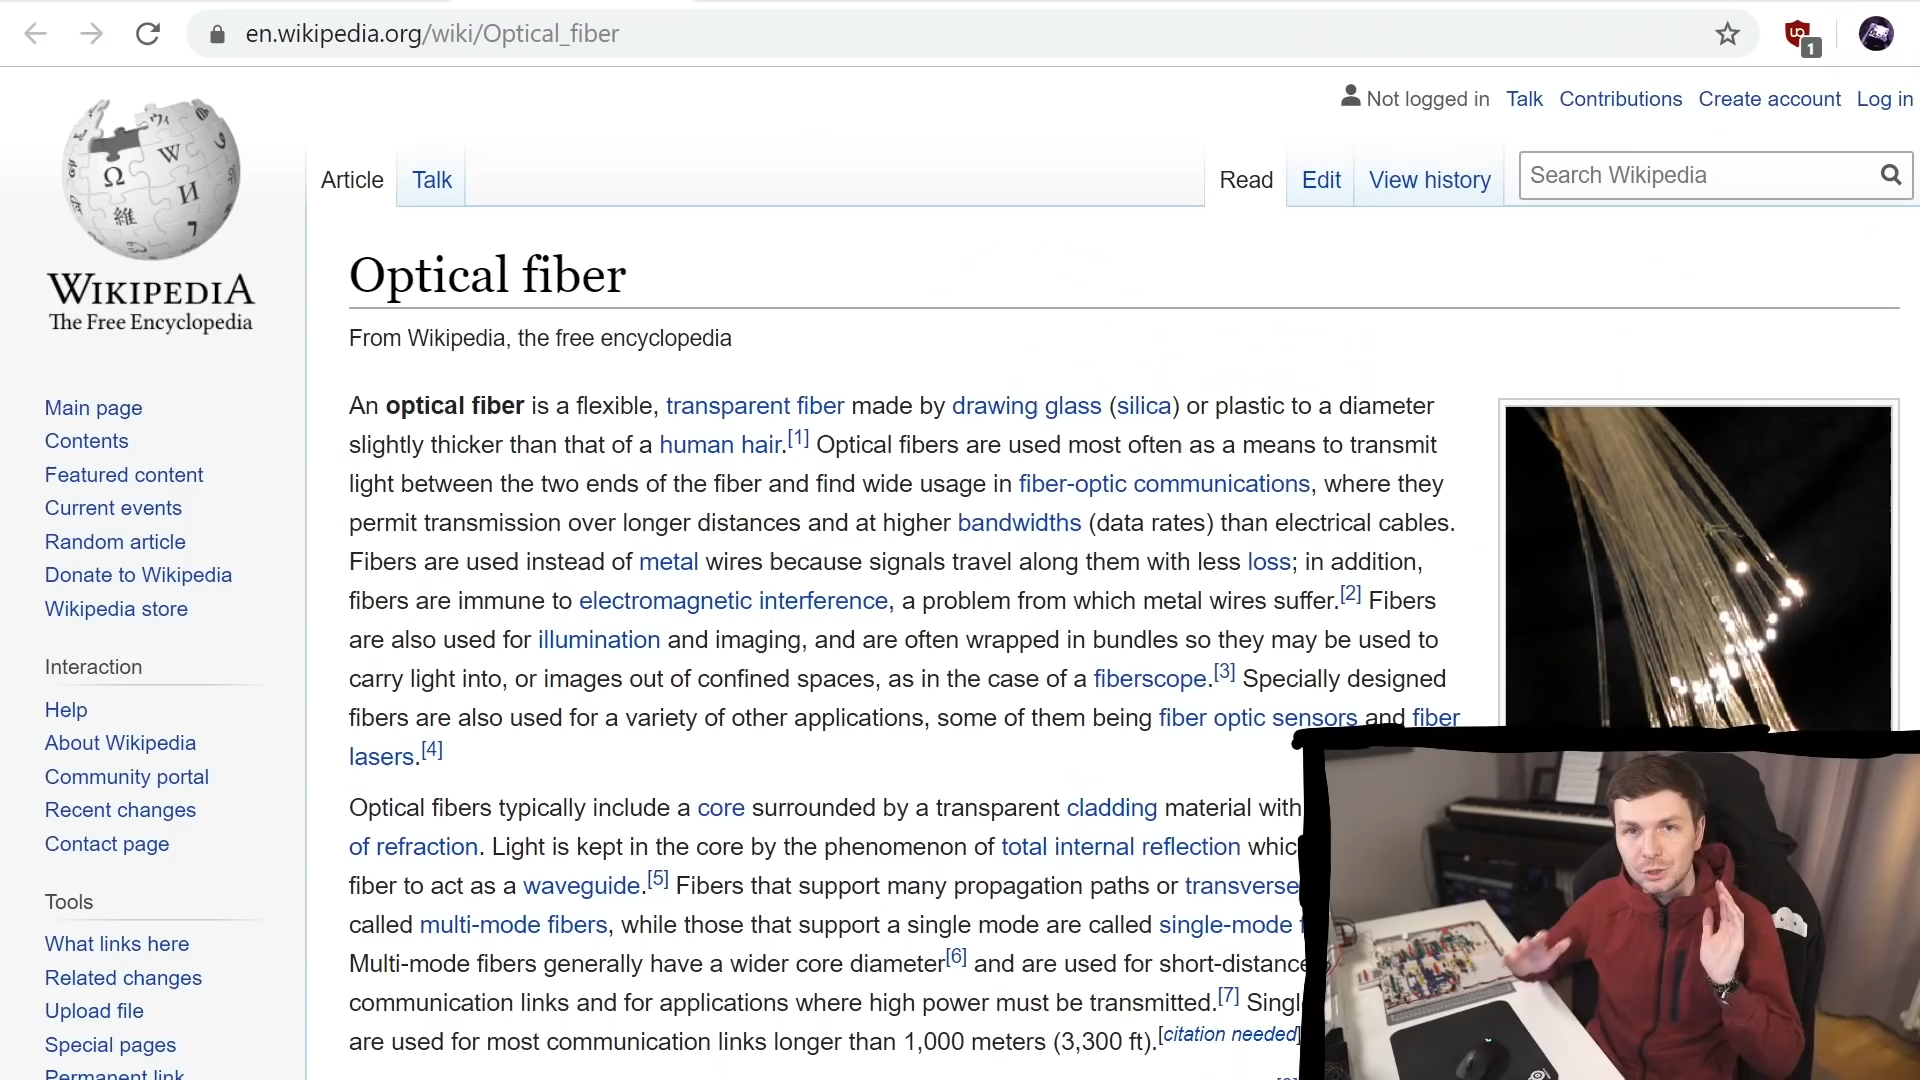 en.wikipedia.org/wiki/Optical_fiber
1
Not logged in Talk Contributions Create account Log in
Article Talk Read Edit View history Search Wikipedia
WIKIPEDIA
The Free Encyclopedia
Main page
Contents
Featured content
Current events
Random article
Donate to Wikipedia
Wikipedia store
Interaction
Help
About Wikipedia
Community portal
Recent changes
Contact page
Tools
What links here
Related changes
Upload file
Special pages
Permanent link
Optical fiber
From Wikipedia, the free encyclopedia
An optical fiber is a flexible, transparent fiber made by drawing glass (silica) or plastic to a diameter
slightly thicker than that of a human hair.[1] Optical fibers are used most often as a means to transmit
light between the two ends of the fiber and find wide usage in fiber-optic communications, where they
permit transmission over longer distances and at higher bandwidths (data rates) than electrical cables.
Fibers are used instead of metal wires because signals travel along them with less loss; in addition,
fibers are immune to electromagnetic interference, a problem from which metal wires suffer.[2] Fibers
are also used for illumination and imaging, and are often wrapped in bundles so they may be used to
carry light into, or images out of confined spaces, as in the case of a fiberscope.[3] Specially designed
fibers are also used for a variety of other applications, some of them being fiber optic sensors and fiber
lasers.[4]
Optical fibers typically include a core surrounded by a transparent cladding material with
of refraction. Light is kept in the core by the phenomenon of total internal reflection
fiber to act as a waveguide.[5] Fibers that support many propagation paths or transverse
called multi-mode fibers, while those that support a single mode are called single-mode
Multi-mode fibers generally have a wider core diameter[6] and are used for short-distance
communication links and for applications where high power must be transmitted.[7]
are used for most communication links longer than 1,000 meters (3,300 ft).[citation needed]